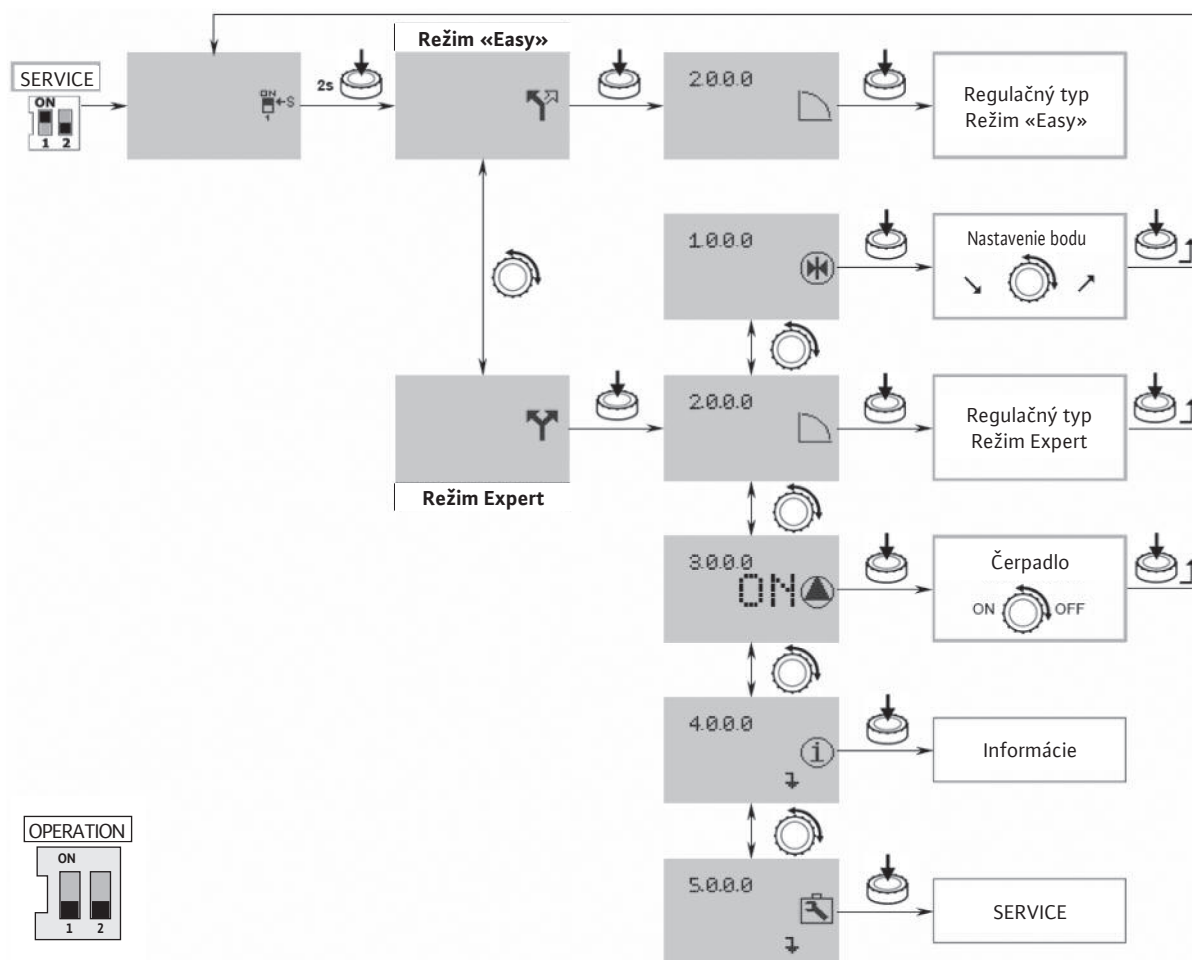 Režim «Easy»
SERVICE
ON
1 2
ON
←S
1
2s
2.0.0.0
Regulačný typ
Režim «Easy»
1.0.0.0
Nastavenie bodu
2.0.0.0
Regulačný typ
Režim Expert
Režim Expert
3.0.0.0
ON
Čerpadlo
ON OFF
4.0.0.0
i
Informácie
OPERATION
ON
1 2
5.0.0.0
SERVICE